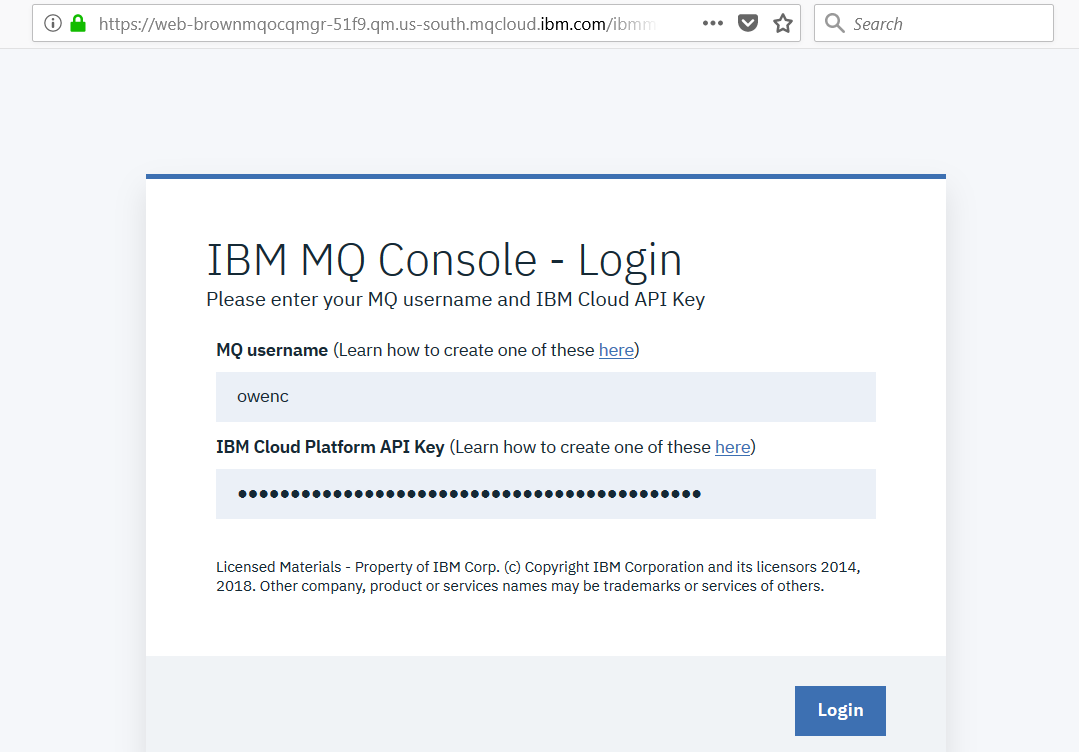 https://web-brownmqocqmgr-51f9.qm.us-south.mqcloud.ibm.com/ibmm
Search
IBM MQ Console - Login
Please enter your MQ username and IBM Cloud API Key
MQ username (Learn how to create one of these here)
owenc
IBM Cloud Platform API Key (Learn how to create one of these here)
Licensed Materials - Property of IBM Corp. (c) Copyright IBM Corporation and its licensors 2014,
2018. Other company, product or services names may be trademarks or services of others.
Login